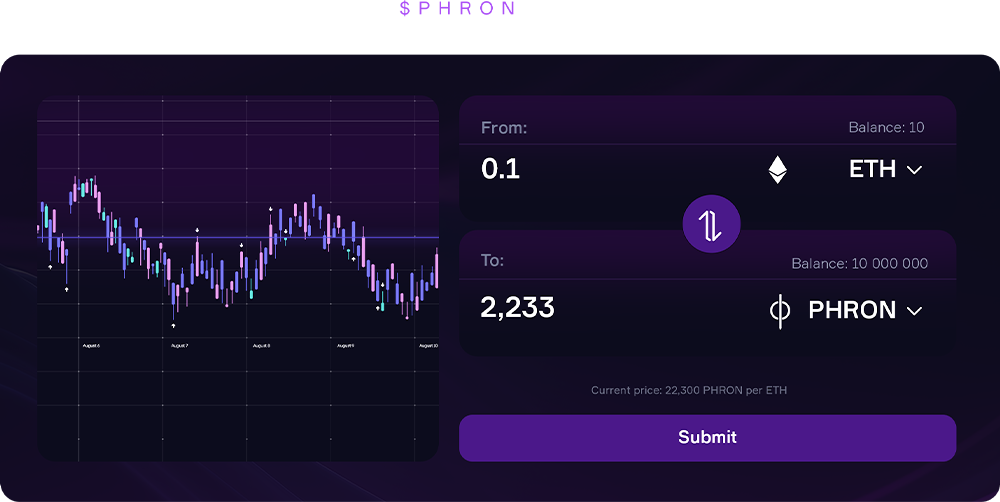 $PHRON
From:
Balance: 10
0.1
ETH
To:
Balance: 10 000 000
2,233
PHRON
August 6
August 7
August 8
August 9
August 10
Current price: 22,300 PHRON per ETH
Submit